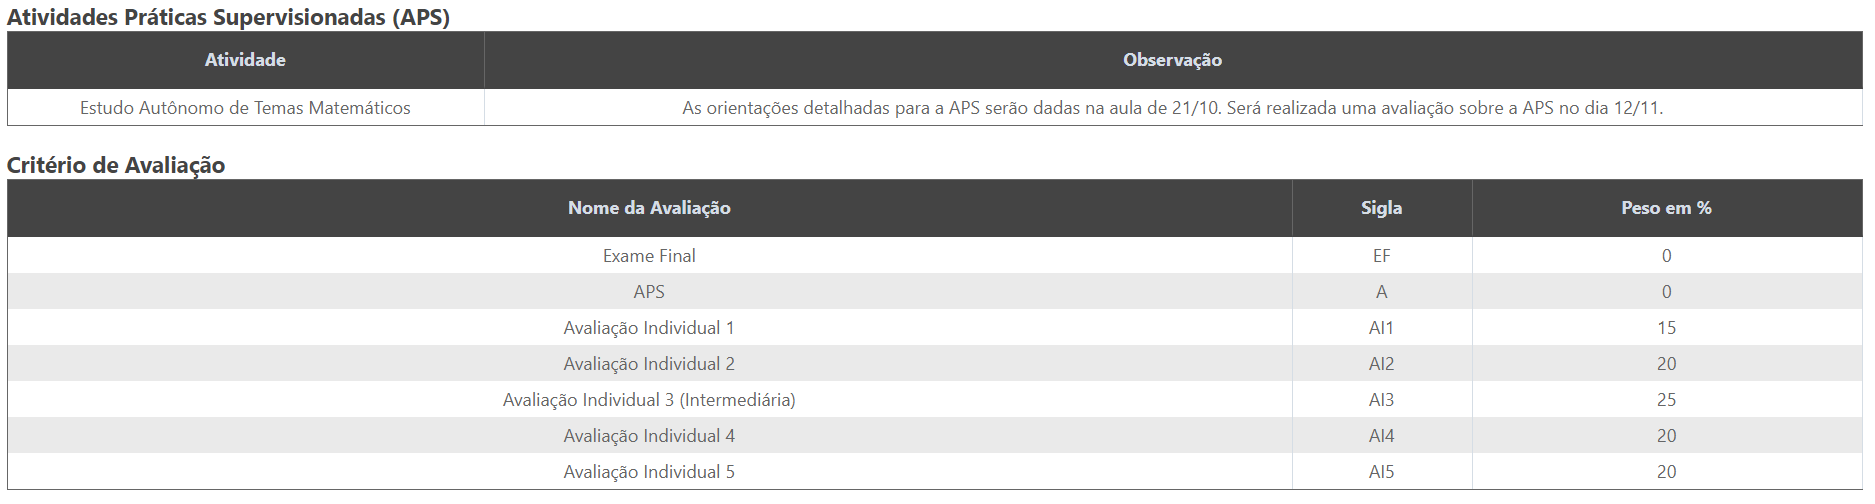 Atividades Práticas Supervisionadas (APS)
Atividade Observação
Estudo Autônomo de Temas Matemáticos As orientações detalhadas para a APS serão dadas na aula de 21/10. Será realizada uma avaliação sobre a APS no dia 12/11.
Critério de Avaliação
Nome da Avaliação Sigla Peso em %
Exame Final EF 0
APS A 0
Avaliação Individual 1 AI1 15
Avaliação Individual 2 AI2 20
Avaliação Individual 3 (Intermediária) AI3 25
Avaliação Individual 4 AI4 20
Avaliação Individual 5 AI5 20